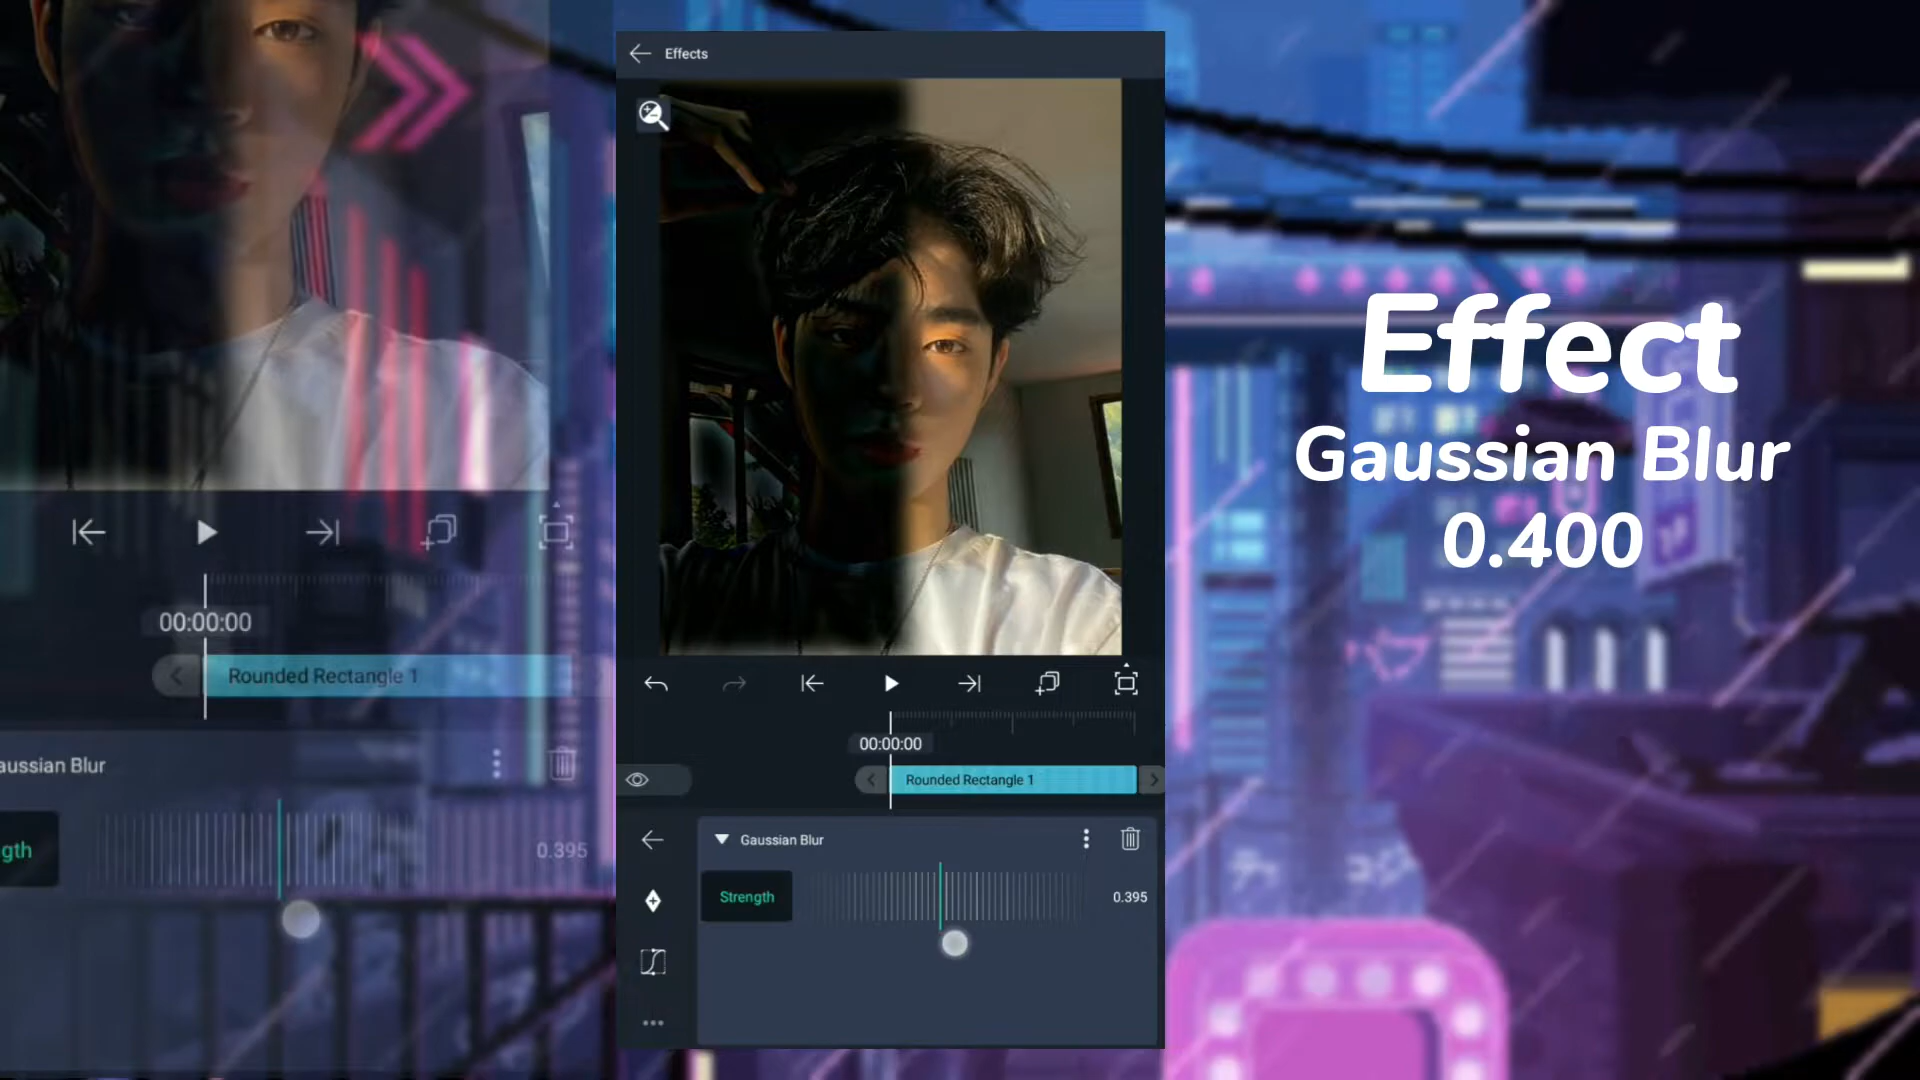 Effects
00:00:00
Rounded Rectangle 1
Gaussian Blur
Strength
0.395
Effect
Gaussian Blur
0.400
00:00:00
Rounded Rectangle 1
aussian Blur
gth
0.395